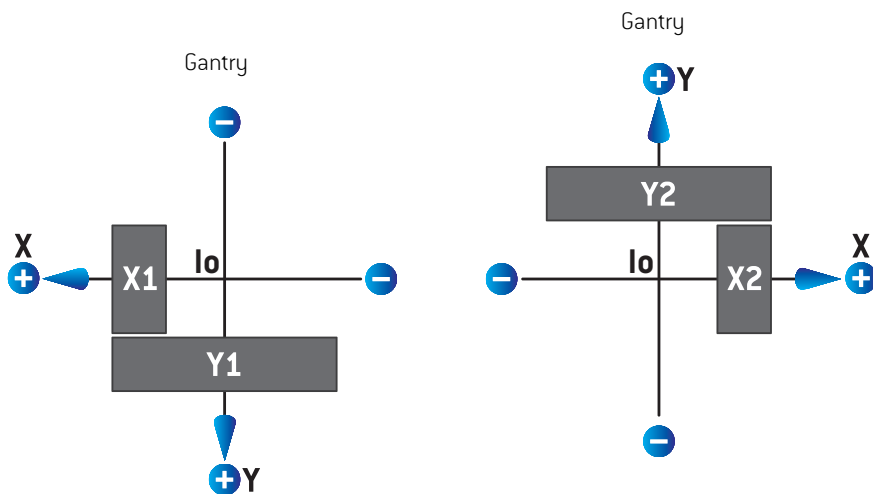 Gantry
−
X
+
X1
Io
−
Y1
+
Y
Gantry
+
Y
Y2
−
Io
X2
X
+
−